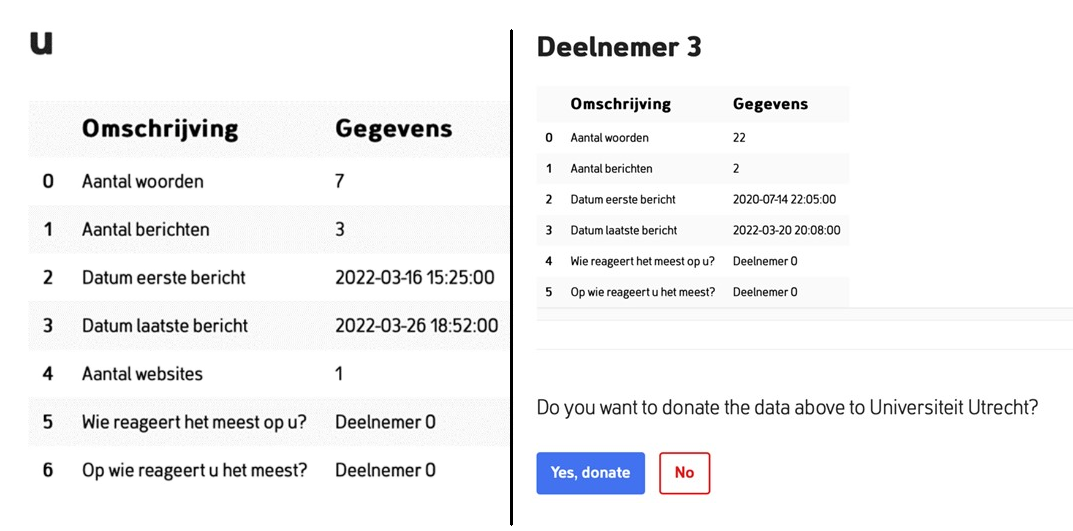 u
Omschrijving Gegevens
0 Aantal woorden 7
1 Aantal berichten 3
2 Datum eerste bericht 2022-03-16 15:25:00
3 Datum laatste bericht 2022-03-26 18:52:00
4 Aantal websites 1
5 Wie reageert het meest op u? Deelnemer 0
6 Op wie reageert u het meest? Deelnemer 0
Deelnemer 3
Omschrijving Gegevens
0 Aantal woorden 22
1 Aantal berichten 2
2 Datum eerste bericht 2020-07-14 22:05:00
3 Datum laatste bericht 2022-03-20 20:08:00
4 Wie reageert het meest op u? Deelnemer 0
5 Op wie reageert u het meest? Deelnemer 0
Do you want to donate the data above to Universiteit Utrecht?
Yes, donate No